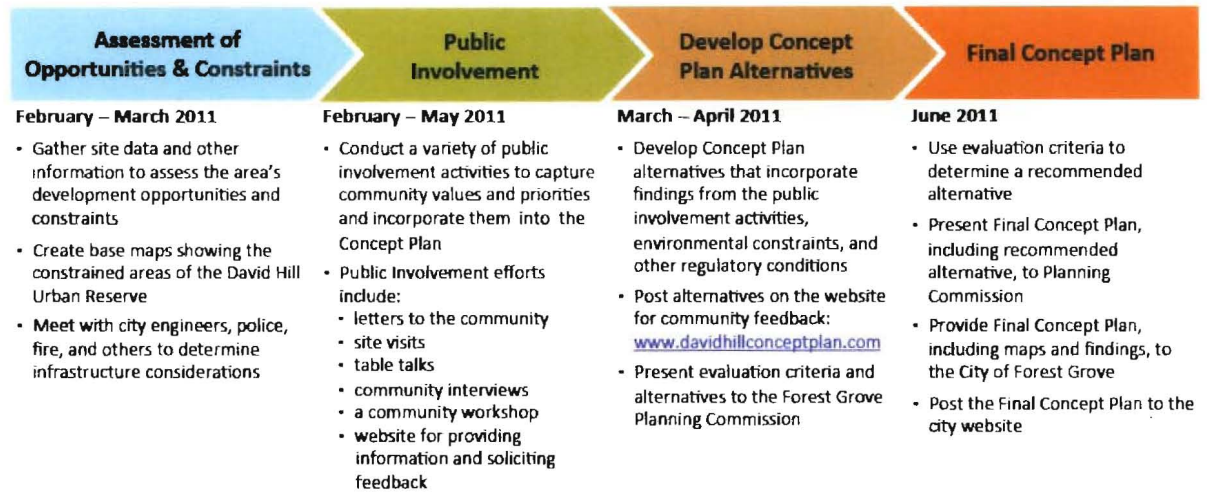 Assessment of
Opportunities & Constraints
Public
Involvement
Develop Concept
Plan Alternatives
Final Concept Plan
February – March 2011
• Gather site data and other
information to assess the area's
development opportunities and
constraints
• Create base maps showing the
constrained areas of the David Hill
Urban Reserve
• Meet with city engineers, police,
fire, and others to determine
infrastructure considerations
February – May 2011
• Conduct a variety of public
involvement activities to capture
community values and priorities
and incorporate them into the
Concept Plan
• Public Involvement efforts
include:
• letters to the community
• site visits
• table talks
• community interviews
• a community workshop
• website for providing
information and soliciting
feedback
March – April 2011
• Develop Concept Plan
alternatives that incorporate
findings from the public
involvement activities,
environmental constraints, and
other regulatory conditions
• Post alternatives on the website
for community feedback:
www.davidhillconceptplan.com
• Present evaluation criteria and
alternatives to the Forest Grove
Planning Commission
June 2011
• Use evaluation criteria to
determine a recommended
alternative
• Present Final Concept Plan,
including recommended
alternative, to Planning
Commission
• Provide Final Concept Plan,
including maps and findings, to
the City of Forest Grove
• Post the Final Concept Plan to the
city website